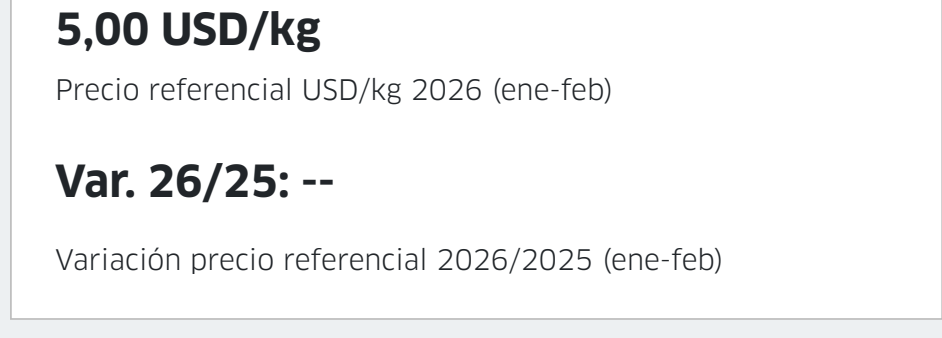 5,00 USD/kg
Precio referencial USD/kg 2026 (ene-feb)
Var. 26/25: --
Variación precio referencial 2026/2025 (ene-feb)